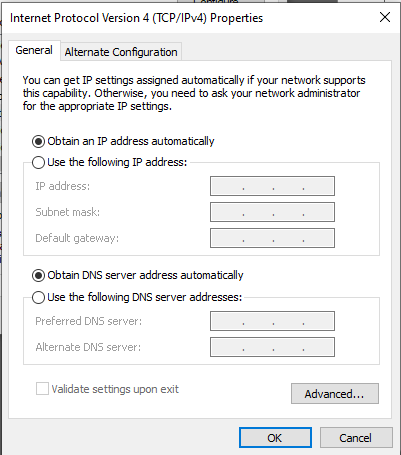 Configure
Internet Protocol Version 4 (TCP/IPv4) Properties
General
Alternate Configuration
You can get IP settings assigned automatically if your network supports
this capability. Otherwise, you need to ask your network administrator
for the appropriate IP settings.
Obtain an IP address automatically
Use the following IP address:
IP address:
Subnet mask:
Default gateway:
Obtain DNS server address automatically
Use the following DNS server addresses:
Preferred DNS server:
Alternate DNS server:
Validate settings upon exit
Advanced...
OK
Cancel